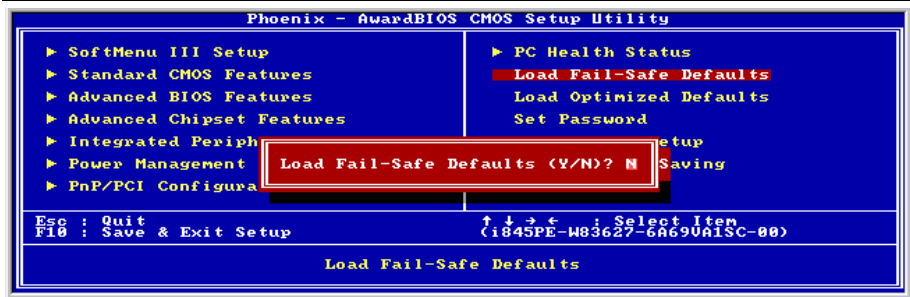 Phoenix - AwardBIOS CMOS Setup Utility
► SoftMenu III Setup
► Standard CMOS Features
► Advanced BIOS Features
► Advanced Chipset Features
► Integrated Periph
► Power Management
► PnP/PCI Configura
► PC Health Status
Load Fail-Safe Defaults
Load Optimized Defaults
Set Password
etup
Saving
Load Fail-Safe Defaults (Y/N)? N
Esc : Quit
F10 : Save & Exit Setup
↑ ↓ → ← : Select Item
(i845PE-W83627-6A69VA1SC-00)
Load Fail-Safe Defaults